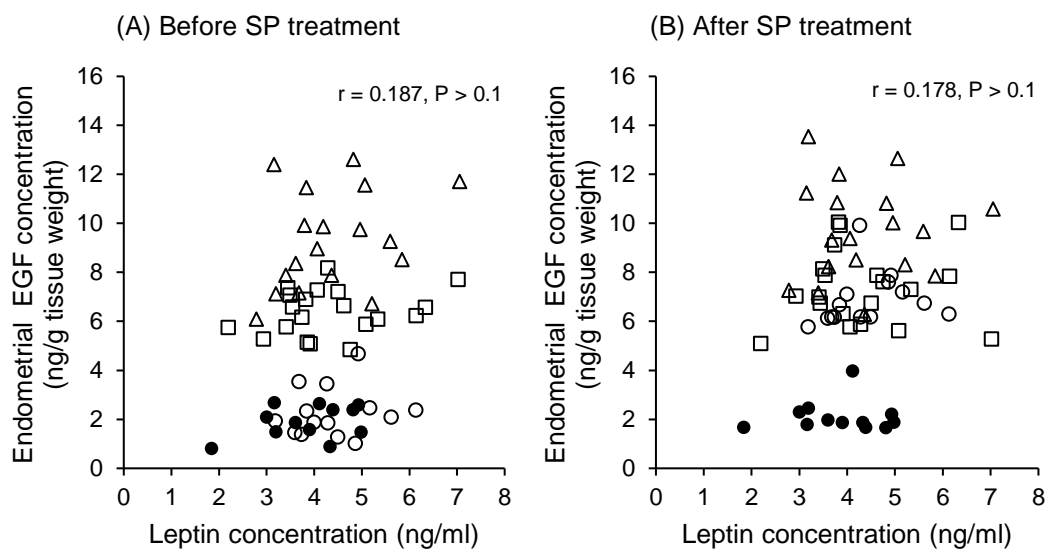 (A) Before SP treatment
r = 0.187, P > 0.1
Endometrial EGF concentration
(ng/g tissue weight)
16
14
12
10
8
6
4
2
0
0 1 2 3 4 5 6 7 8
Leptin concentration (ng/ml)
(B) After SP treatment
r = 0.178, P > 0.1
Endometrial EGF concentration
(ng/g tissue weight)
16
14
12
10
8
6
4
2
0
0 1 2 3 4 5 6 7 8
Leptin concentration (ng/ml)